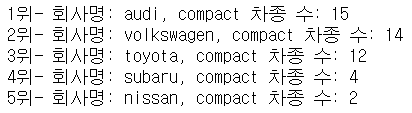 1위- 회사명: audi, compact 차종 수: 15
2위- 회사명: volkswagen, compact 차종 수: 14
3위- 회사명: toyota, compact 차종 수: 12
4위- 회사명: subaru, compact 차종 수: 4
5위- 회사명: nissan, compact 차종 수: 2